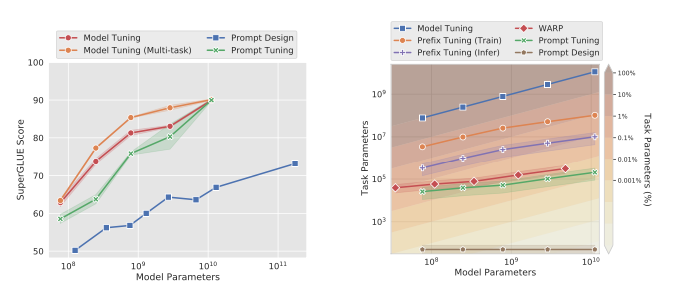 Model Tuning
Model Tuning (Multi-task)
Prompt Design
Prompt Tuning
100
90
80
70
60
50
SuperGLUE Score
10^8
10^9
10^10
10^11
Model Parameters
Model Tuning
Prefix Tuning (Train)
Prefix Tuning (Infer)
WARP
Prompt Tuning
Prompt Design
10^9
10^7
10^5
10^3
Task Parameters
10^8
10^9
10^10
Model Parameters
100%
10%
1%
0.1%
0.01%
0.001%
Task Parameters (%)